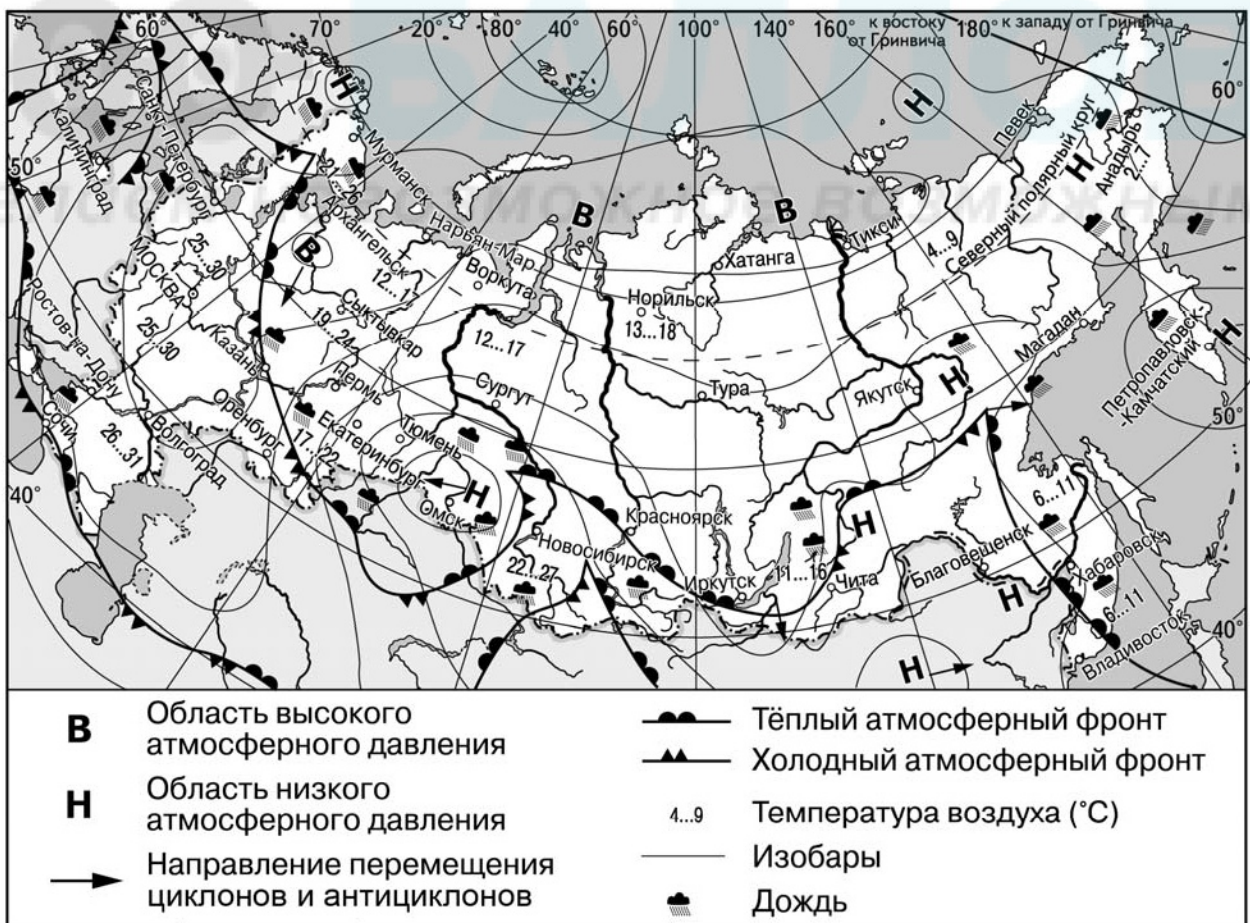 60°
70°
80°
20°
40°
60°
80°
100°
120°
140°
160°
к востоку
от Гринвича
180°
к западу от Гринвича
60°
50°
50°
40°
40°
Калининград
Санкт-Петербург
Мурманск
Н
Н
21...26
Архангельск
Нарьян-Мар
Воркута
12...17
В
В
В
Хатанга
Тикси
Певек
Северный полярный круг
Анадырь
Н
2...7
4...9
25...30
МОСКВА
25...30
Казань
Сыктывкар
19...24
Пермь
12...17
Сургут
Норильск
13...18
Тура
Якутск
Н
Магадан
Петропавловск-
-Камчатский
Н
Ростов-на-Дону
Сочи
26...31
Волгоград
Оренбург
Екатеринбург
17...22
Тюмень
Омск
Н
Новосибирск
22...27
Красноярск
Иркутск
11...16
Чита
Н
Благовещенск
6...11
Хабаровск
Н
6...11
Владивосток
Н
В
Область высокого
атмосферного давления
Н
Область низкого
атмосферного давления
Направление перемещения
циклонов и антициклонов
Тёплый атмосферный фронт
Холодный атмосферный фронт
4...9
Температура воздуха (°С)
Изобары
Дождь